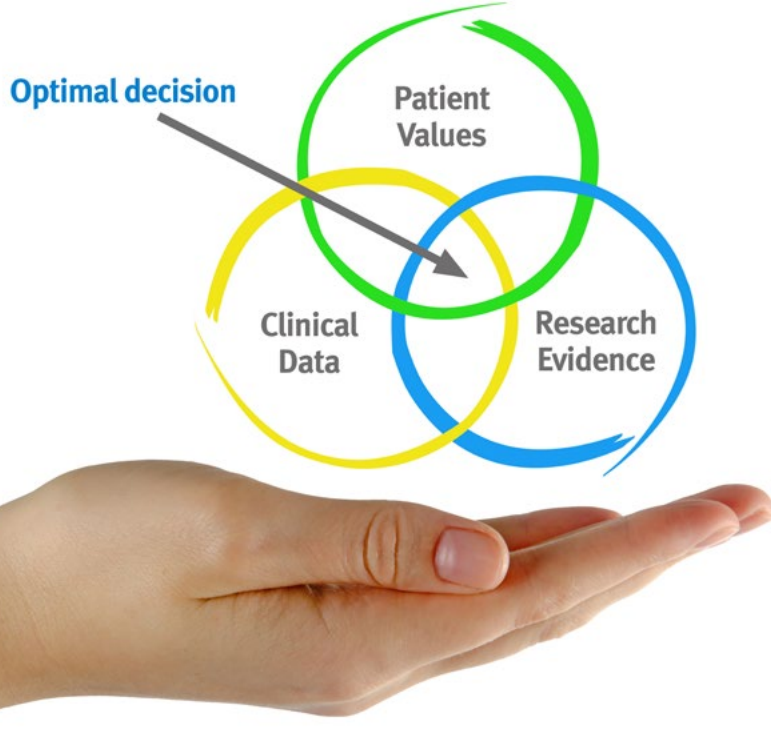 Optimal decision
Patient
Values
Clinical
Data
Research
Evidence